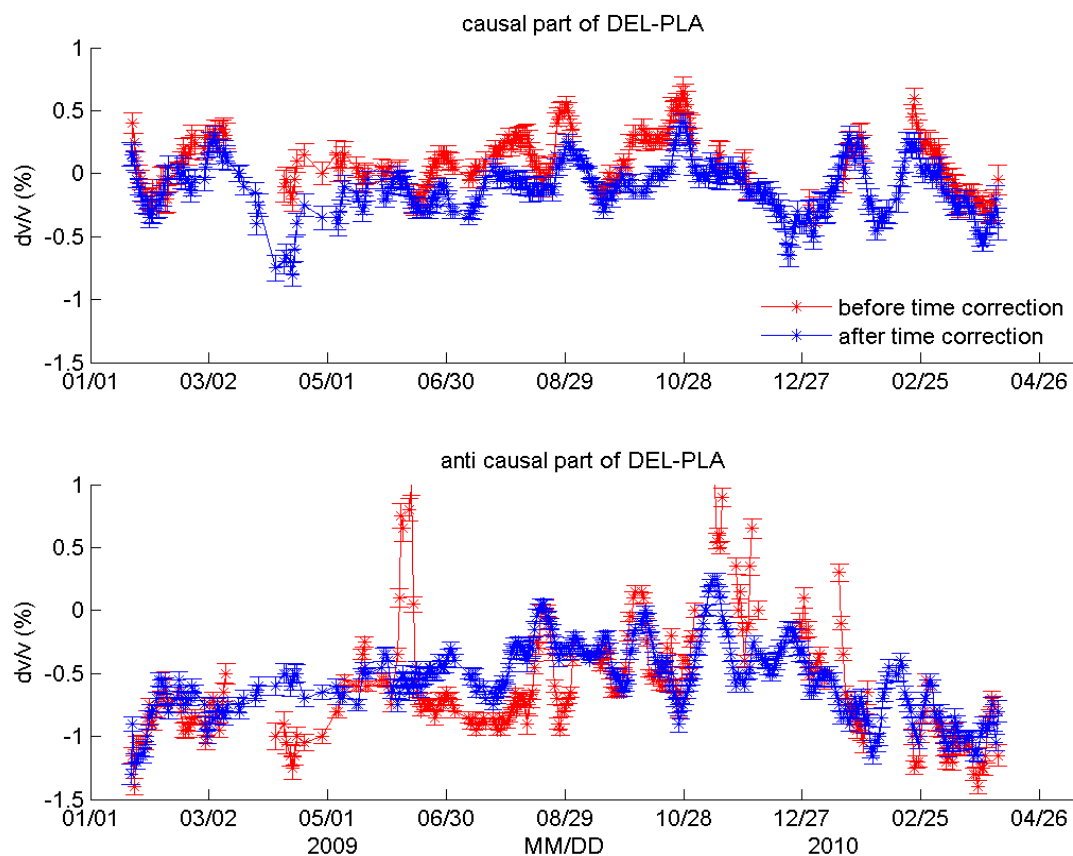 causal part of DEL-PLA
1
0.5
0
-0.5
-1
-1.5
dv/v (%)
before time correction
after time correction
01/01 03/02 05/01 06/30 08/29 10/28 12/27 02/25 04/26
anti causal part of DEL-PLA
1
0.5
0
-0.5
-1
-1.5
dv/v (%)
01/01 03/02 05/01 06/30 08/29 10/28 12/27 02/25 04/26
2009 MM/DD 2010